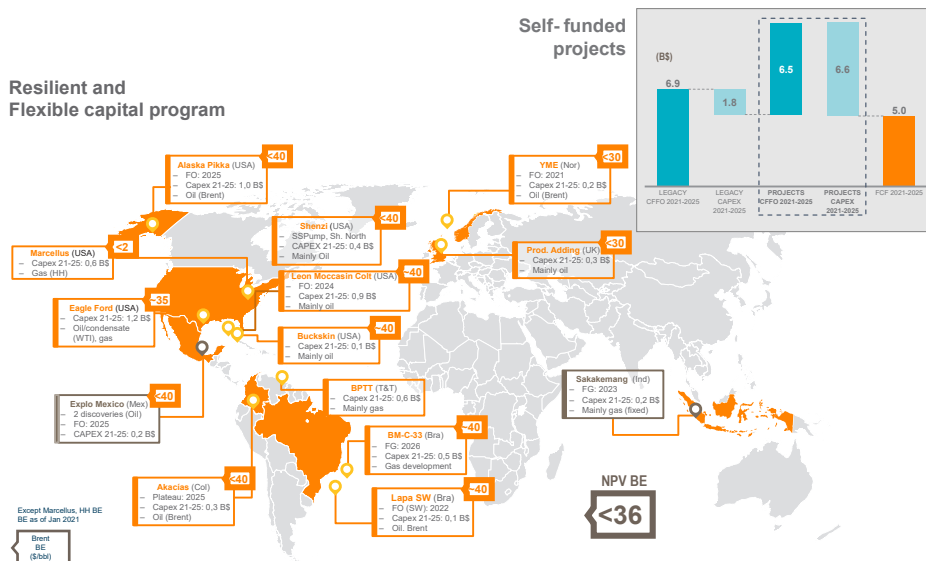 Self- funded
projects
Resilient and
Flexible capital program
(B$)
6.9
1.8
6.5
6.6
5.0
LEGACY
CFFO 2021-2025
LEGACY
CAPEX
2021-2025
PROJECTS
CFFO 2021-2025
PROJECTS
CAPEX
2021-2025
FCF 2021-2025
Alaska Pikka (USA)
<40
– FO: 2025
– Capex 21-25: 1,0 B$
– Oil (Brent)
YME (Nor)
<30
– FO: 2021
– Capex 21-25: 0,2 B$
– Oil (Brent)
Shenzi (USA)
<40
– SSPump, Sh. North
– CAPEX 21-25: 0,4 B$
– Mainly Oil
Marcellus (USA)
<2
– Capex 21-25: 0,6 B$
– Gas (HH)
Prod. Adding (UK)
<30
– Capex 21-25: 0,3 B$
– Mainly oil
Leon Moccasin Colt (USA)
~40
– FO: 2024
– Capex 21-25: 0,9 B$
– Mainly oil
Eagle Ford (USA)
~35
– Capex 21-25: 1,2 B$
– Oil/condensate
(WTI), gas
Buckskin (USA)
~40
– Capex 21-25: 0,1 B$
– Mainly oil
BPTT (T&T)
– Capex 21-25: 0,6 B$
– Mainly gas
Sakakemang (Ind)
– FG: 2023
– Capex 21-25: 0,2 B$
– Mainly gas (fixed)
Explo Mexico (Mex)
<40
– 2 discoveries (Oil)
– FO: 2025
– CAPEX 21-25: 0,2 B$
BM-C-33 (Bra)
~40
– FG: 2026
– Capex 21-25: 0,5 B$
– Gas development
Akacias (Col)
<40
– Plateau: 2025
– Capex 21-25: 0,3 B$
– Oil (Brent)
Lapa SW (Bra)
~40
– FO (SW): 2022
– Capex 21-25: 0,1 B$
– Oil. Brent
NPV BE
<36
Except Marcellus, HH BE
BE as of Jan 2021
Brent
BE
($/bbl)